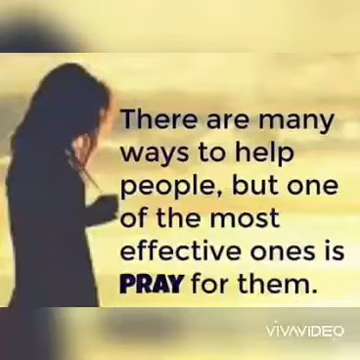 There are many
ways to help
people, but one
of the most
effective ones is
PRAY for them.
VIVAVIDEO